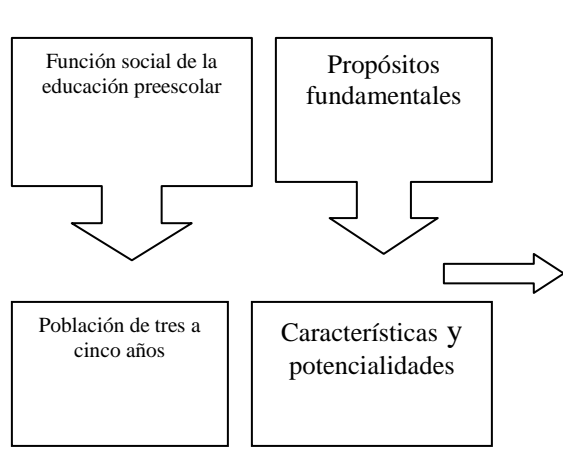 Función social de la
educación preescolar
Propósitos
fundamentales
Población de tres a
cinco años
Características y
potencialidades